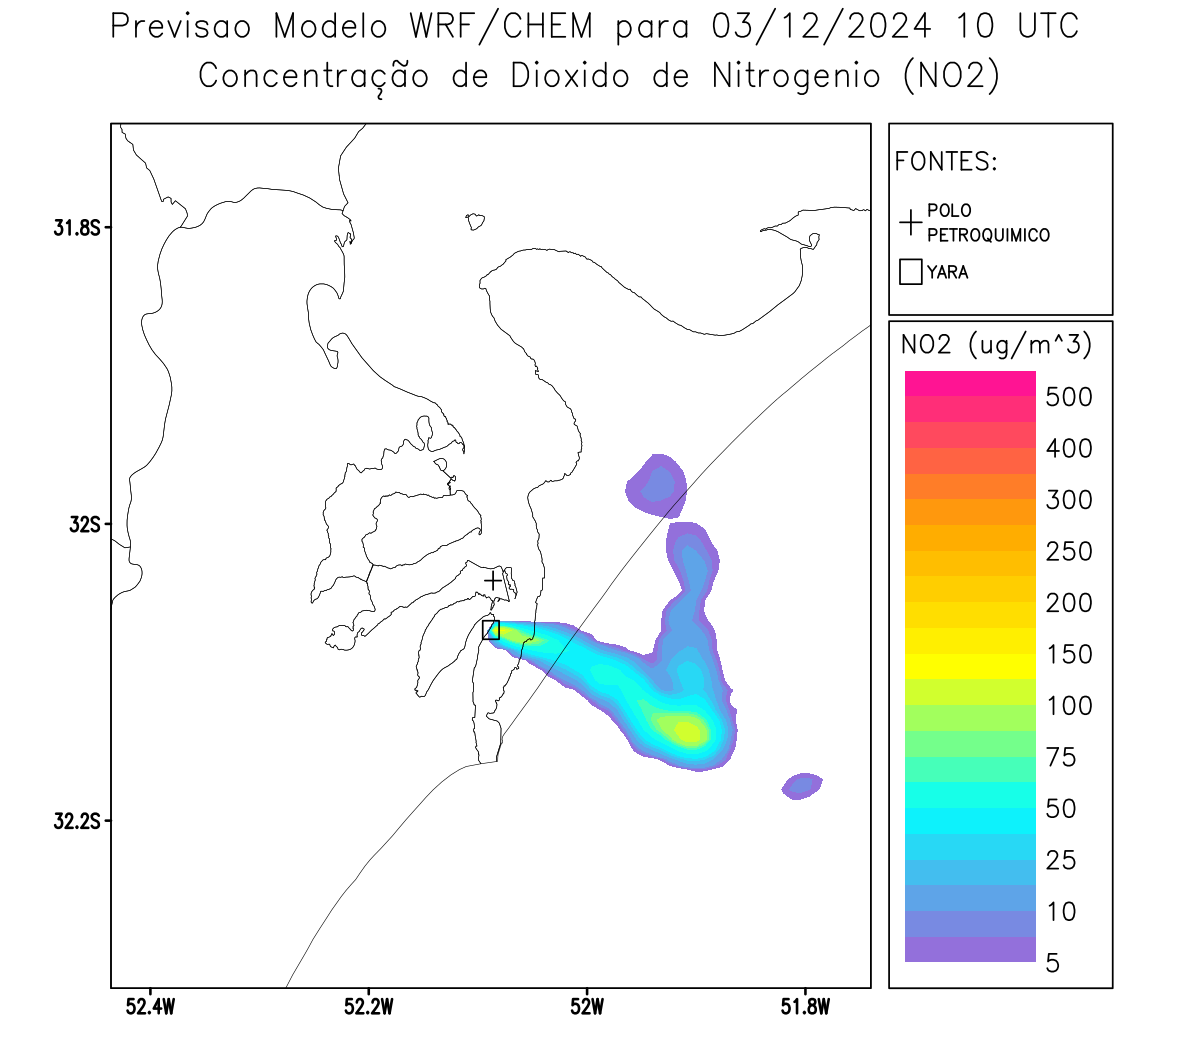 Previsao Modelo WRF/CHEM para 03/12/2024 10 UTC
Concentração de Dioxido de Nitrogenio (NO2)
FONTES:
POLO
PETROQUIMICO
YARA
NO2 (ug/m^3)
500
400
300
250
200
150
100
75
50
25
10
5
31.8S
32S
32.2S
52.4W
52.2W
52W
51.8W